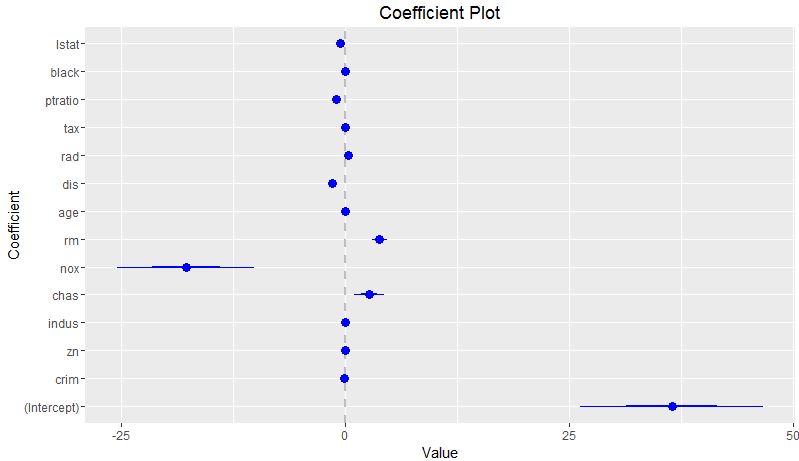 Coefficient Plot
lstat
black
ptratio
tax
rad
dis
age
rm
nox
chas
indus
zn
crim
(Intercept)
Coefficient
-25 0 25 50
Value